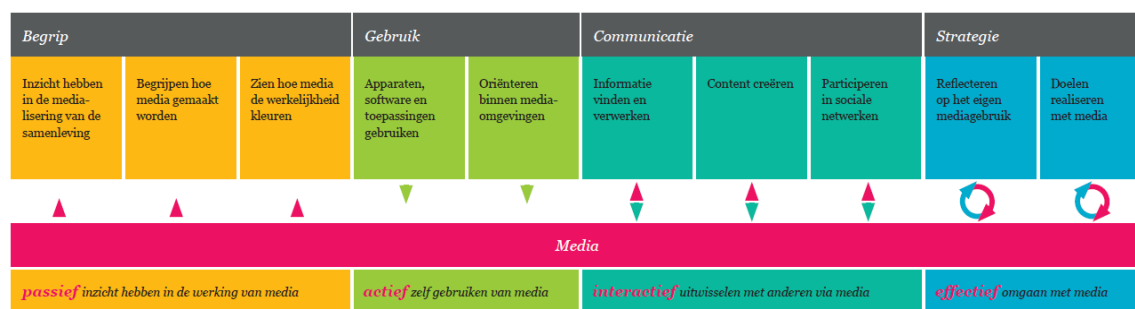 Begrip
Gebruik
Communicatie
Strategie
Inzicht hebben
in de media-
lisering van de
samenleving
Begrijpen hoe
media gemaakt
worden
Zien hoe media
de werkelijkheid
kleuren
Apparaten,
software en
toepassingen
gebruiken
Oriënteren
binnen media-
omgevingen
Informatie
vinden en
verwerken
Content creëren
Participeren
in sociale
netwerken
Reflecteren
op het eigen
mediagebruik
Doelen
realiseren
met media
Media
passief inzicht hebben in de werking van media
actief zelf gebruiken van media
interactief uitwisselen met anderen via media
effectief omgaan met media